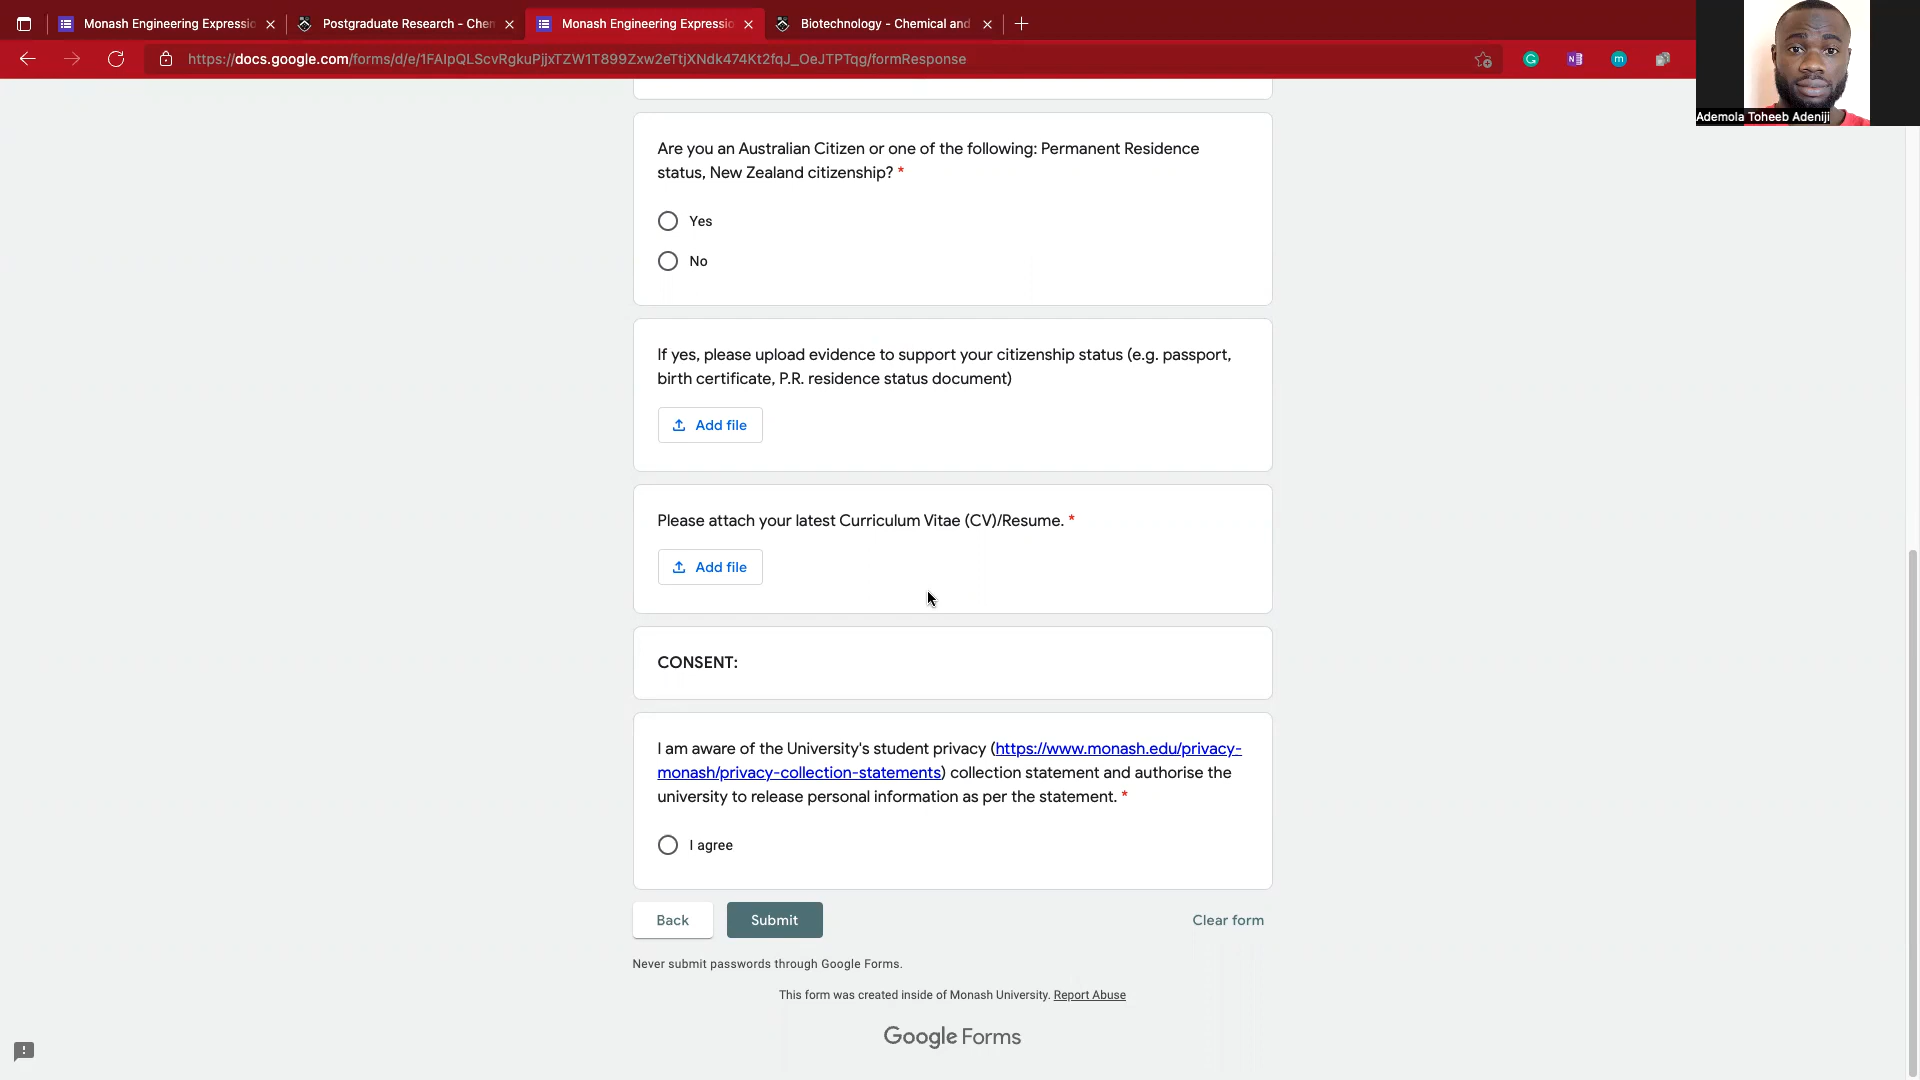 Monash Engineering Expressio
Postgraduate Research - Chem
Monash Engineering Expressio
Biotechnology - Chemical and
https://docs.google.com/forms/d/e/1FAIpQLScvRgkuPjjxTZW1T899Zxw2eTtjXNdk474Kt2fqJ_OeJTPTqg/formResponse
Ademola Toheeb Adeniji
Are you an Australian Citizen or one of the following: Permanent Residence
status, New Zealand citizenship? *
Yes
No
If yes, please upload evidence to support your citizenship status (e.g. passport,
birth certificate, P.R. residence status document)
Add file
Please attach your latest Curriculum Vitae (CV)/Resume. *
Add file
CONSENT:
I am aware of the University's student privacy (https://www.monash.edu/privacy-
monash/privacy-collection-statements) collection statement and authorise the
university to release personal information as per the statement. *
I agree
Back
Submit
Clear form
Never submit passwords through Google Forms.
This form was created inside of Monash University. Report Abuse
Google Forms